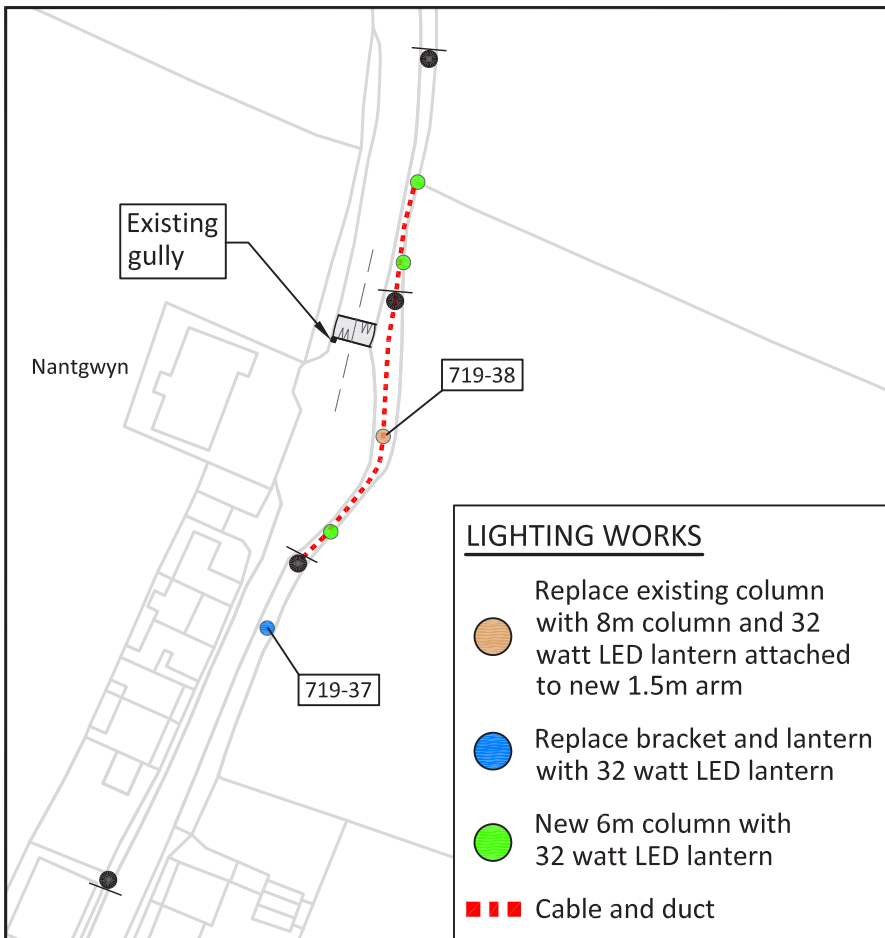 Existing
gully
Nantgwyn
719-38
719-37
LIGHTING WORKS
Replace existing column
with 8m column and 32
watt LED lantern attached
to new 1.5m arm
Replace bracket and lantern
with 32 watt LED lantern
New 6m column with
32 watt LED lantern
Cable and duct